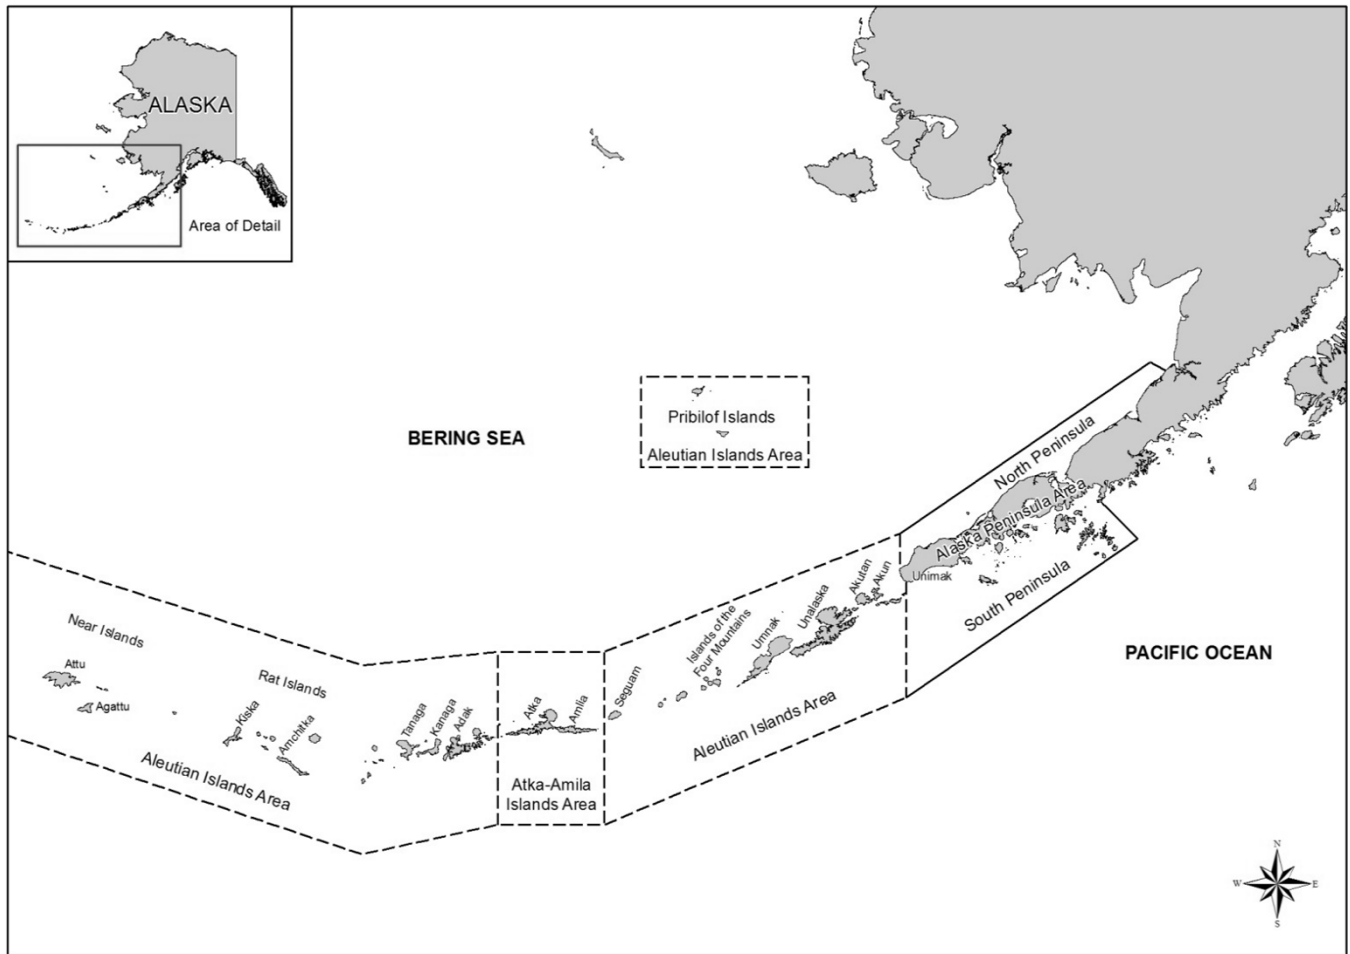 ALASKA
Area of Detail
BERING SEA
Pribilof Islands
Aleutian Islands Area
North Peninsula
Alaska Peninsula Area
Unimak
South Peninsula
PACIFIC OCEAN
Near Islands
Attu
Agattu
Rat Islands
Kiska
Amchitka
Aleutian Islands Area
Tanaga
Kanaga
Adak
Atka
Amila
Atka-Amila
Islands Area
Seguam
Islands of the
Four Mountains
Umnak
Unalaska
Akutan
Akun
Aleutian Islands Area
N
W
E
S